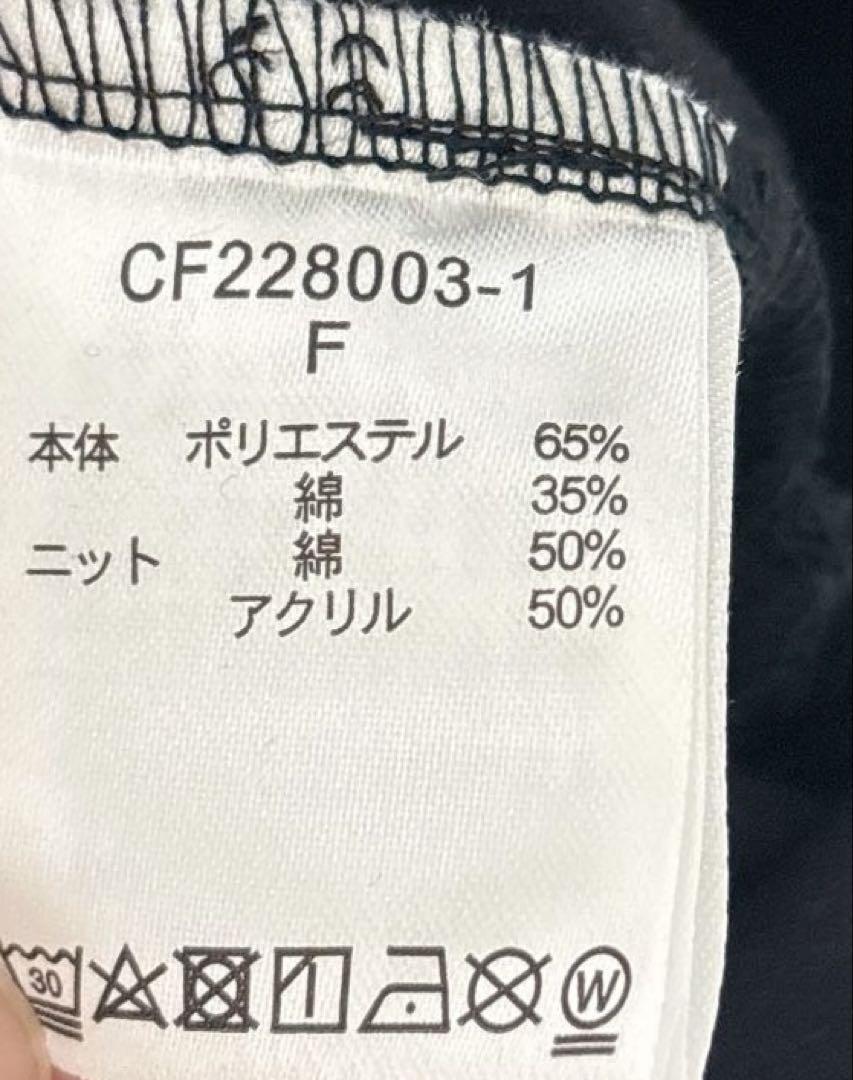 CF228003-1
F
本体 ポリエステル 65%
綿 35%
ニット 綿 50%
アクリル 50%
30 W